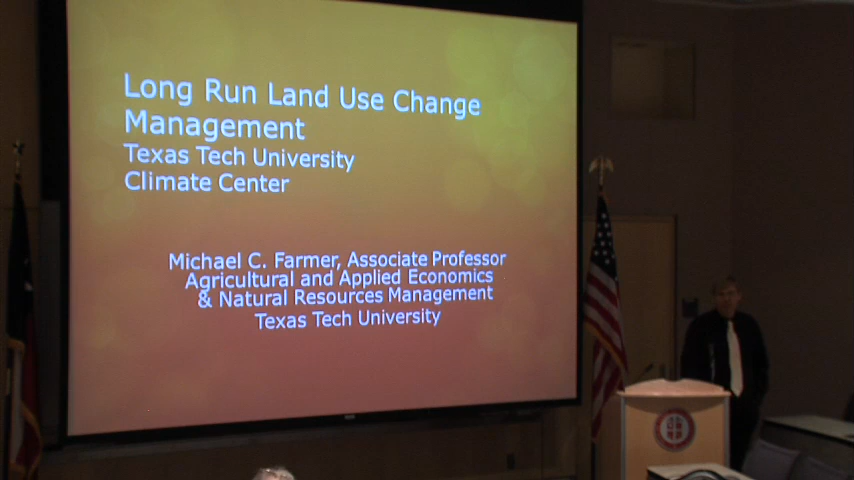 Long Run Land Use Change
Management
Texas Tech University
Climate Center
Michael C. Farmer, Associate Professor
Agricultural and Applied Economics
& Natural Resources Management
Texas Tech University